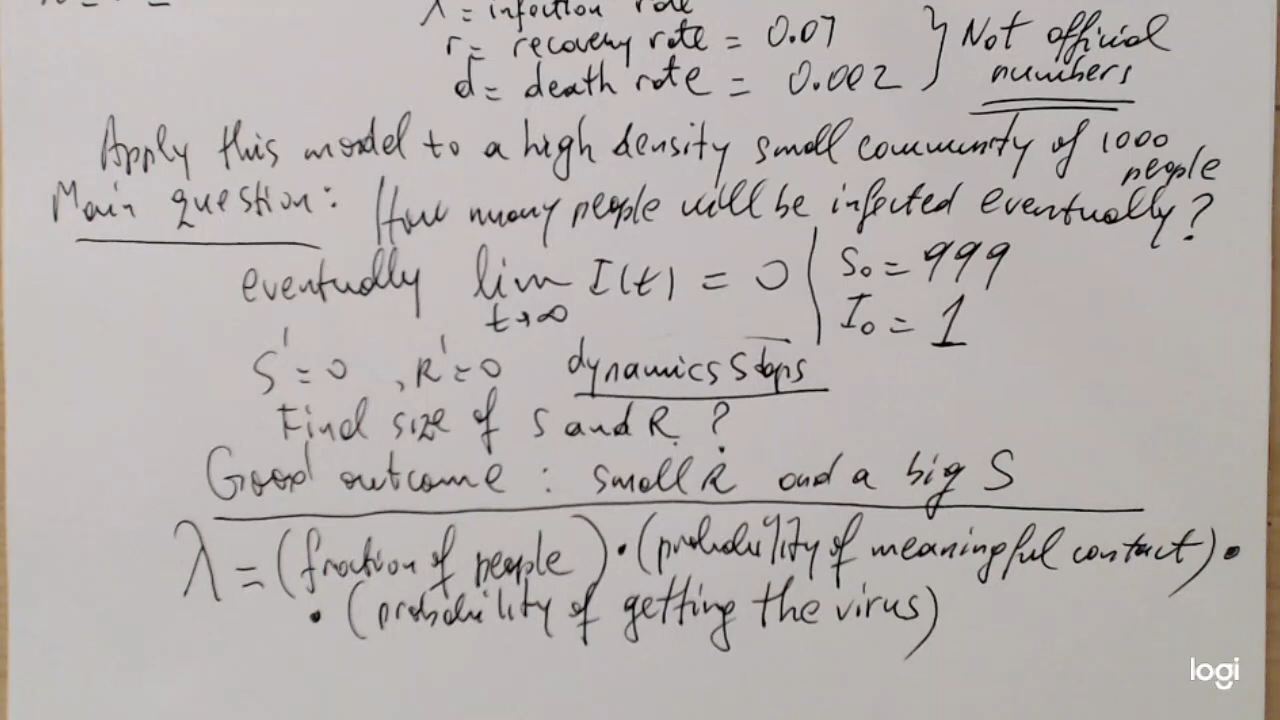 λ = infection rate
r = recovery rate = 0.07
d = death rate = 0.002
} Not official
numbers
Apply this model to a high density small community of 1000
people
Main question: How many people will be infected eventually?
eventually lim I(t) = 0
t→∞
S₀ = 999
I₀ = 1
S' = 0 , R' = 0 dynamics stops
Find size of S and R ?
Good outcome : small R and a big S
λ = (fraction of people) · (probability of meaningful contact) ·
· (probability of getting the virus)
logi